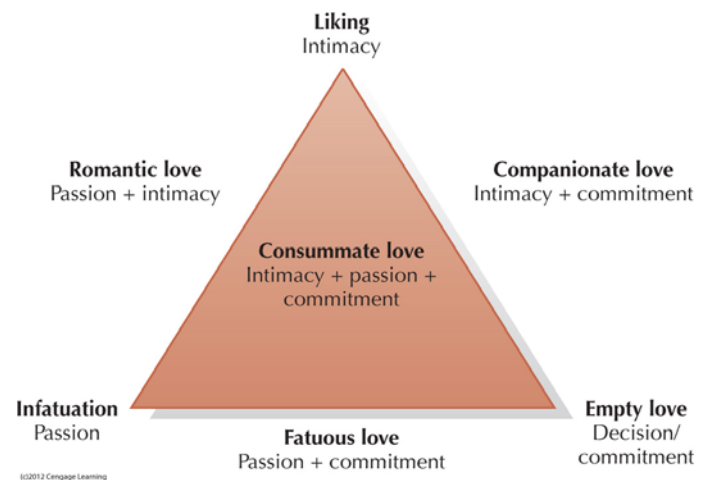 Liking
Intimacy
Romantic love
Passion + intimacy
Companionate love
Intimacy + commitment
Consummate love
Intimacy + passion +
commitment
Infatuation
Passion
Fatuous love
Passion + commitment
Empty love
Decision/
commitment
(c)2012 Cengage Learning